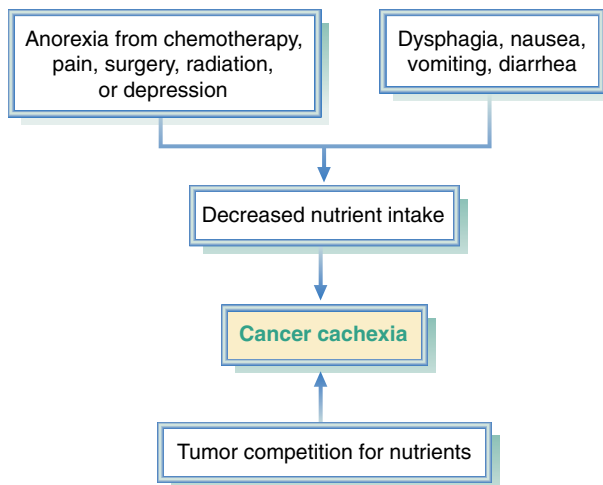 Anorexia from chemotherapy,
pain, surgery, radiation,
or depression
Dysphagia, nausea,
vomiting, diarrhea
Decreased nutrient intake
Cancer cachexia
Tumor competition for nutrients